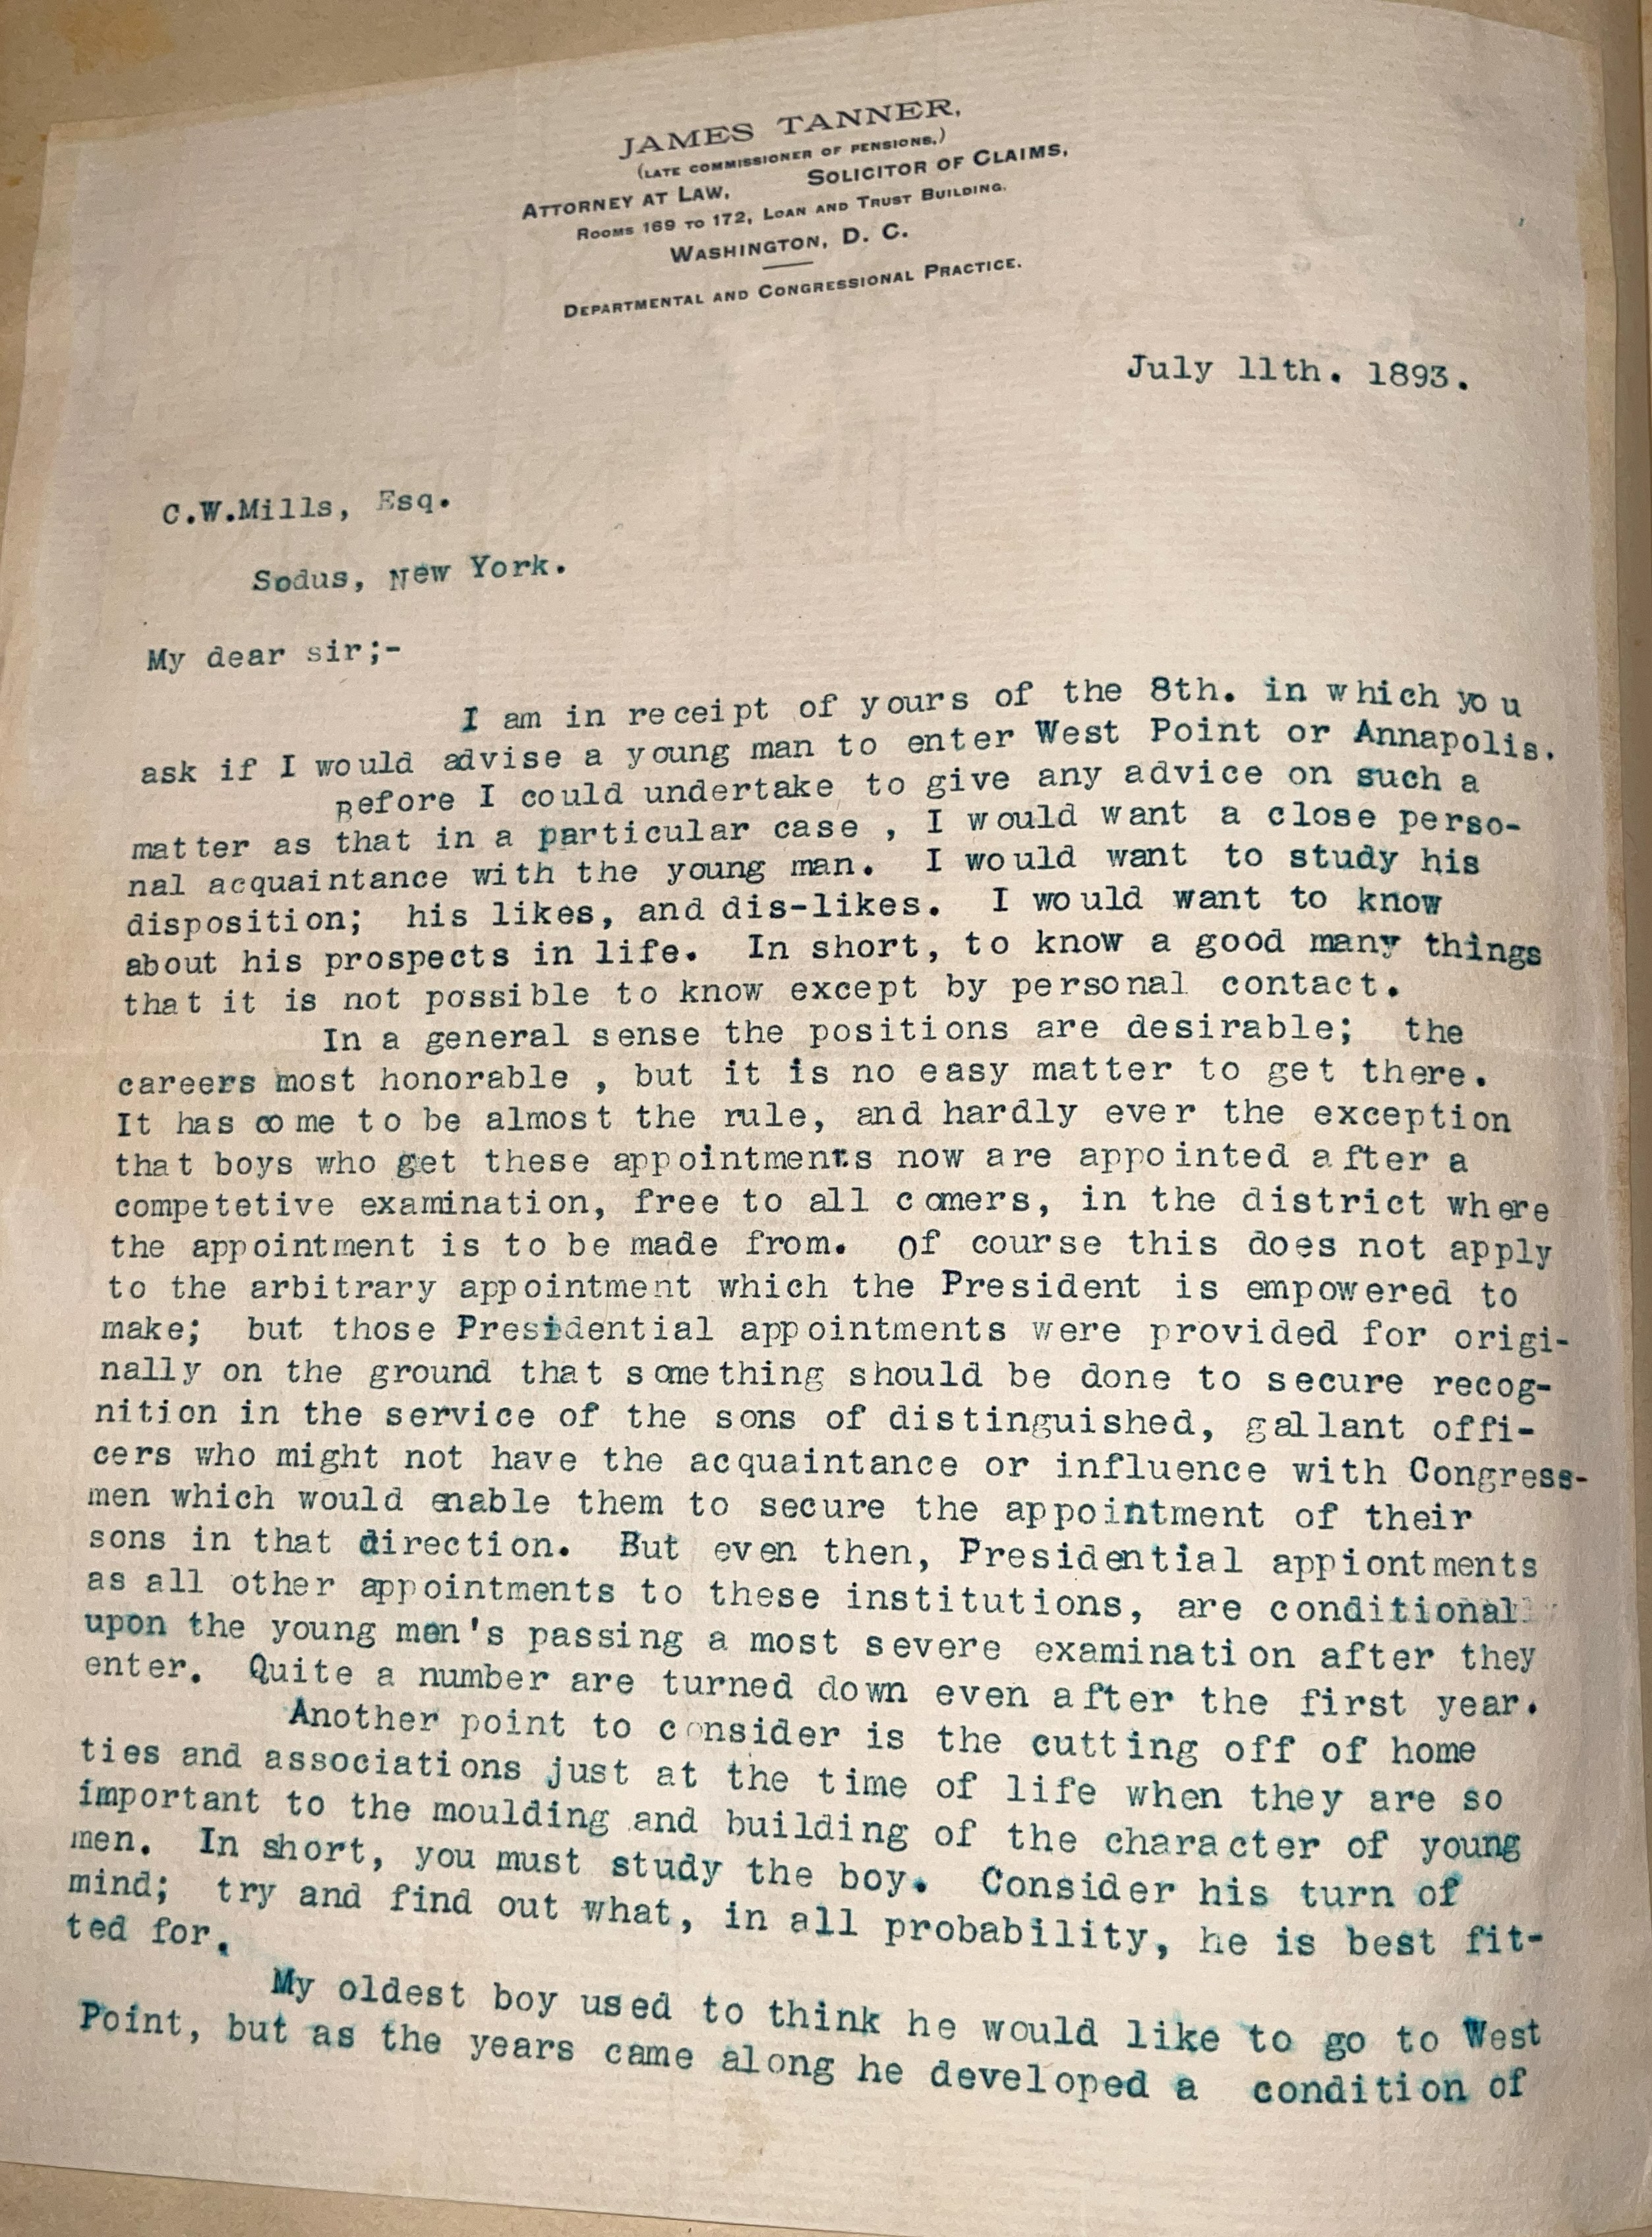 JAMES TANNER,
(LATE COMMISSIONER OF PENSIONS,)
ATTORNEY AT LAW, SOLICITOR OF CLAIMS,
ROOMS 169 TO 172, LOAN AND TRUST BUILDING.
WASHINGTON, D. C.
DEPARTMENTAL AND CONGRESSIONAL PRACTICE.
July 11th. 1893.
C.W.Mills, Esq.
Sodus, New York.
My dear sir;-
I am in receipt of yours of the 8th. in which you
ask if I would advise a young man to enter West Point or Annapolis.
Before I could undertake to give any advice on such a
matter as that in a particular case , I would want a close perso-
nal acquaintance with the young man. I would want to study his
disposition; his likes, and dis-likes. I would want to know
about his prospects in life. In short, to know a good many things
that it is not possible to know except by personal contact.
In a general sense the positions are desirable; the
careers most honorable , but it is no easy matter to get there.
It has come to be almost the rule, and hardly ever the exception
that boys who get these appointments now are appointed after a
competetive examination, free to all comers, in the district where
the appointment is to be made from. Of course this does not apply
to the arbitrary appointment which the President is empowered to
make; but those Presidential appointments were provided for origi-
nally on the ground that something should be done to secure recog-
nition in the service of the sons of distinguished, gallant offi-
cers who might not have the acquaintance or influence with Congress-
men which would enable them to secure the appointment of their
sons in that direction. But even then, Presidential appiontments
as all other appointments to these institutions, are conditional
upon the young men's passing a most severe examination after they
enter. Quite a number are turned down even after the first year.
Another point to consider is the cutting off of home
ties and associations just at the time of life when they are so
important to the moulding and building of the character of young
men. In short, you must study the boy. Consider his turn of
mind; try and find out what, in all probability, he is best fit-
ted for.
My oldest boy used to think he would like to go to West
Point, but as the years came along he developed a condition of